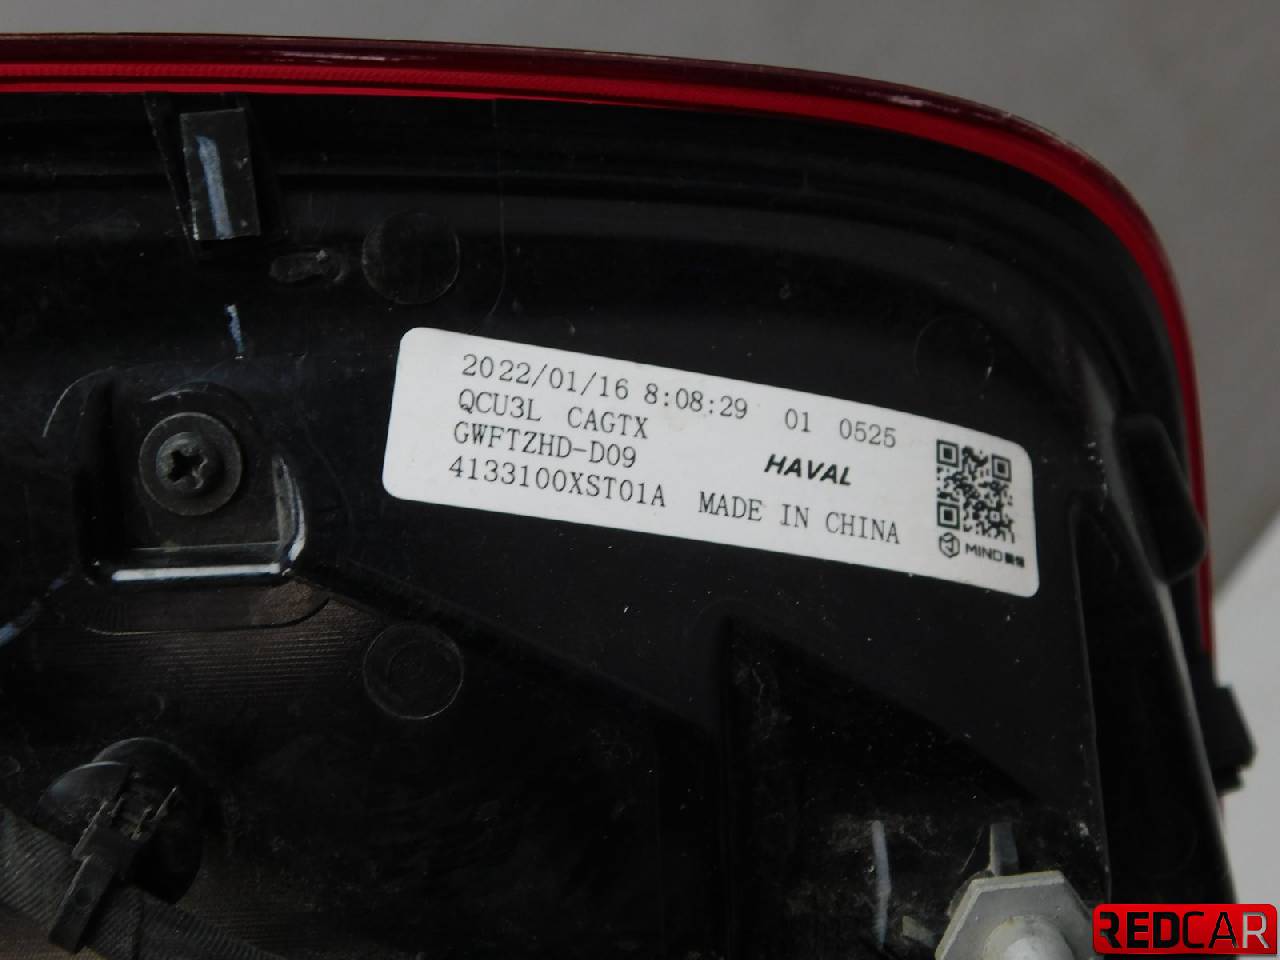 2022/01/16 8:08:29 01 0525
QCU3L CAGTX
GWFTZHD-D09
HAVAL
4133100XST01A MADE IN CHINA
MIND
REDCAR